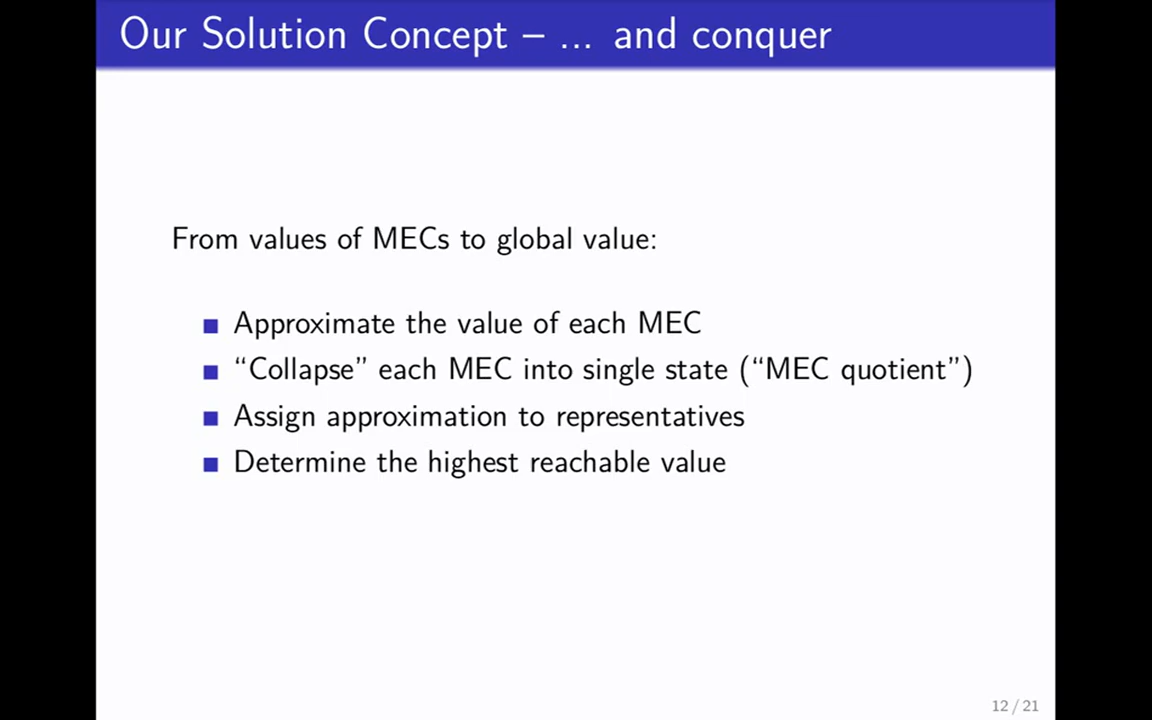 Our Solution Concept – ... and conquer
From values of MECs to global value:
Approximate the value of each MEC
“Collapse” each MEC into single state (“MEC quotient”)
Assign approximation to representatives
Determine the highest reachable value
12 / 21